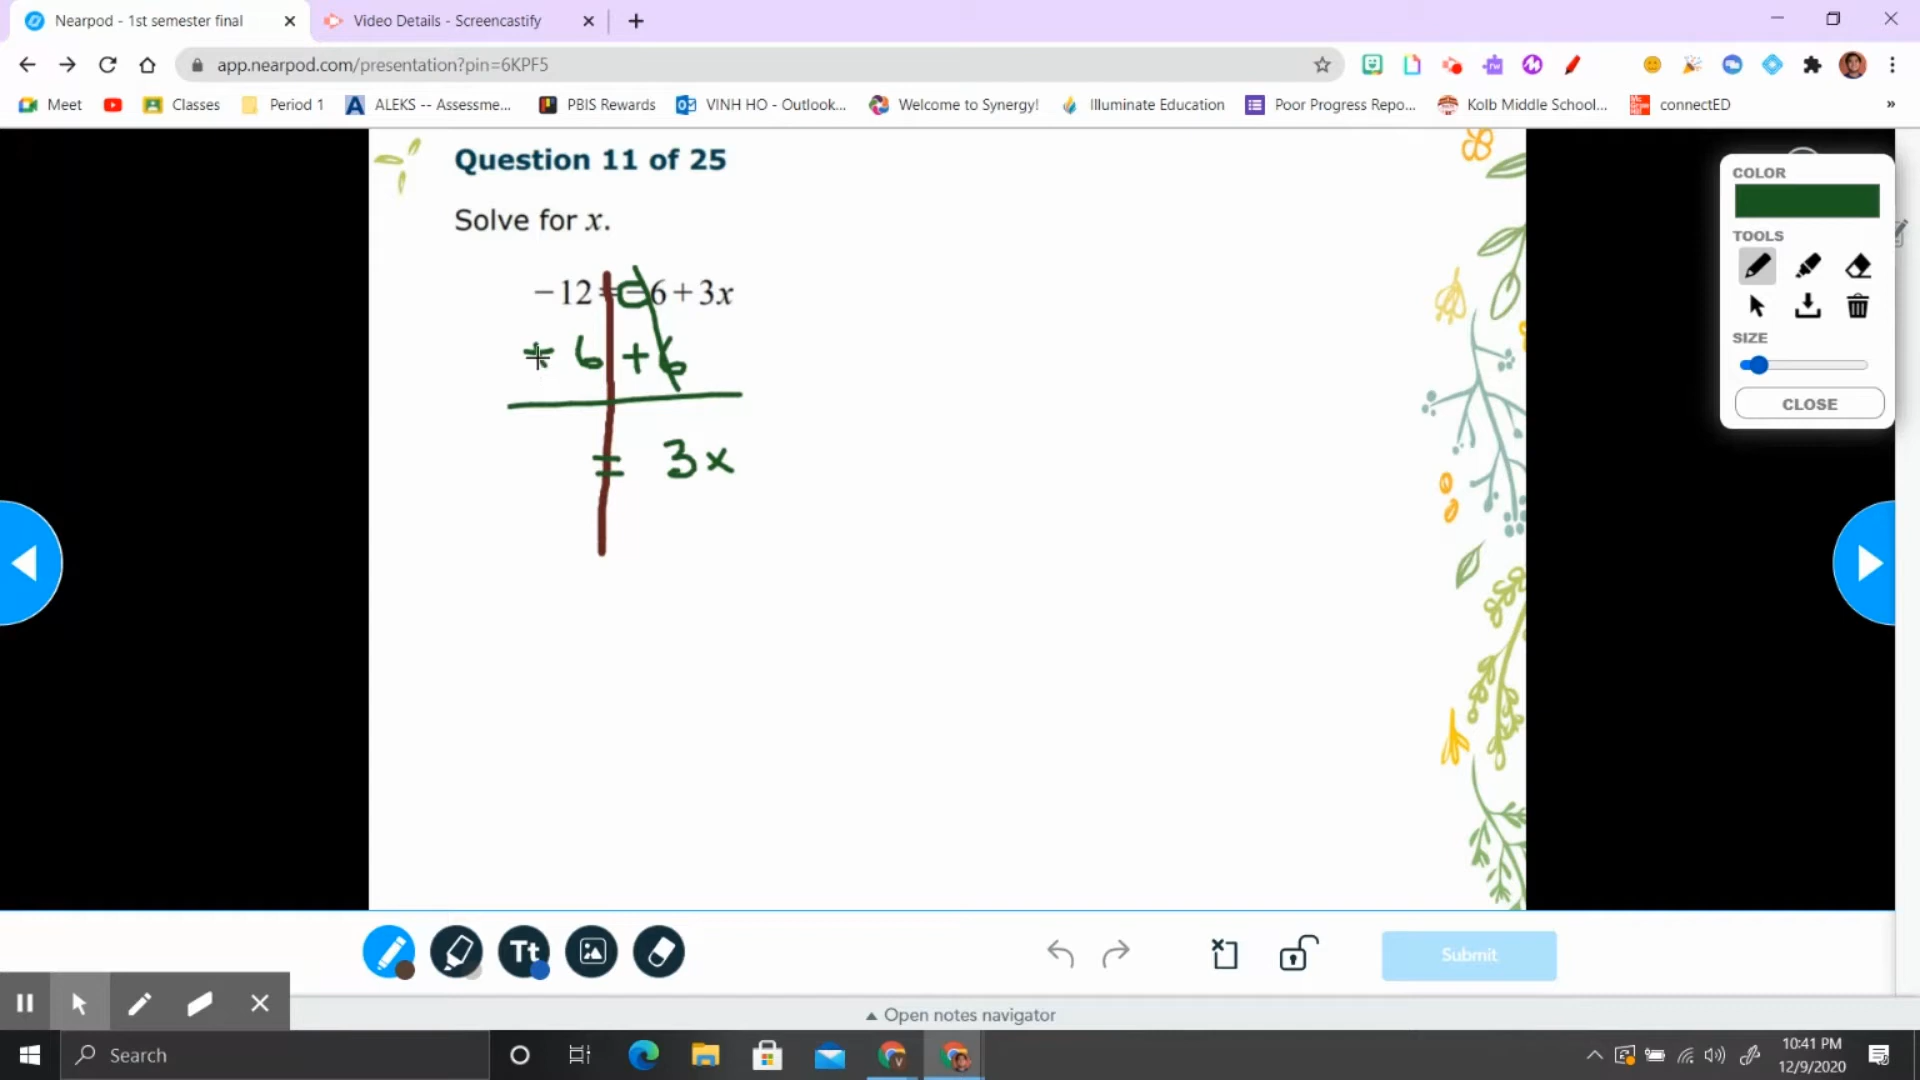 Nearpod - 1st semester final
Video Details - Screencastify
app.nearpod.com/presentation?pin=6KPF5
Meet
Classes
Period 1
ALEKS -- Assessme...
PBIS Rewards
VINH HO - Outlook...
Welcome to Synergy!
Illuminate Education
Poor Progress Repo...
Kolb Middle School...
connectED
»
Question 11 of 25
Solve for x.
−12 = −6 + 3x
+ 6 + 6
= 3x
COLOR
TOOLS
SIZE
CLOSE
Tt
Submit
Open notes navigator
Search
10:41 PM
12/9/2020